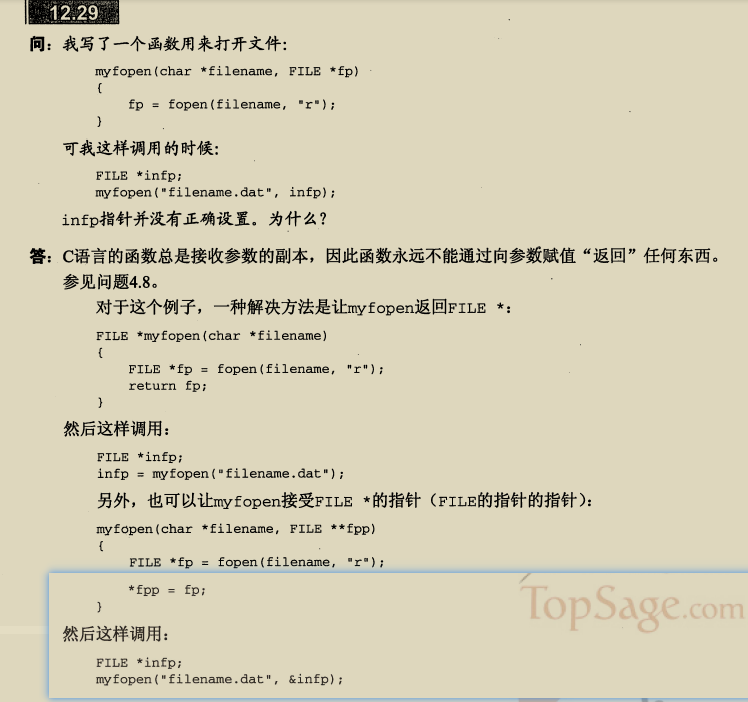 12.29
问：我写了一个函数用来打开文件：
myfopen(char *filename, FILE *fp)
{
fp = fopen(filename, "r");
}
可我这样调用的时候：
FILE *infp;
myfopen("filename.dat", infp);
infp指针并没有正确设置。为什么？
答：C语言的函数总是接收参数的副本，因此函数永远不能通过向参数赋值“返回”任何东西。
参见问题4.8。
对于这个例子，一种解决方法是让myfopen返回FILE *：
FILE *myfopen(char *filename)
{
FILE *fp = fopen(filename, "r");
return fp;
}
然后这样调用：
FILE *infp;
infp = myfopen("filename.dat");
另外，也可以让myfopen接受FILE *的指针（FILE的指针的指针）：
myfopen(char *filename, FILE **fpp)
{
FILE *fp = fopen(filename, "r");
*fpp = fp;
}
TopSage.com
然后这样调用：
FILE *infp;
myfopen("filename.dat", &infp);